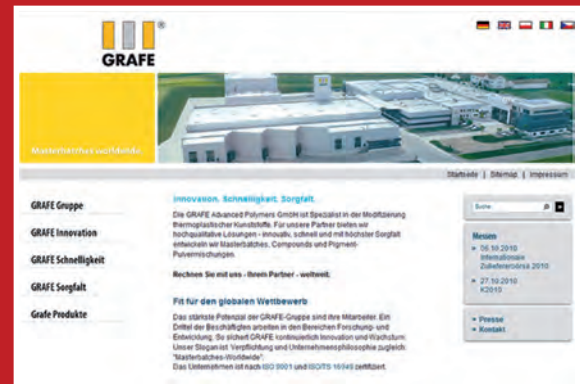 GRAFE
Masterbatches worldwide
Startseite | Sitemap | Impressum
GRAFE Gruppe
GRAFE Innovation
GRAFE Schnelligkeit
GRAFE Sorgfalt
Grafe Produkte
Innovation. Schnelligkeit. Sorgfalt.
Die GRAFE Advanced Polymers GmbH ist Spezialist in der Modifizierung
thermoplastischer Kunststoffe. Für unsere Partner bieten wir
hochqualitative Lösungen - innovativ, schnell und mit höchster Sorgfalt
entwickeln wir Masterbatches, Compounds und Pigment-
Pulvermischungen.
Rechnen Sie mit uns - Ihrem Partner - weltweit.
Fit für den globalen Wettbewerb
Das stärkste Potenzial der GRAFE-Gruppe sind ihre Mitarbeiter. Ein
Drittel der Beschäftigten arbeiten in den Bereichen Forschung- und
Entwicklung. So sichert GRAFE kontinuierlich Innovation und Wachstum.
Unser Slogan ist Verpflichtung und Unternehmensphilosophie zugleich:
"Masterbatches-Worldwide".
Das Unternehmen ist nach ISO 9001 und ISO/TS 16949 zertifiziert.
Suche
Messen
06.10.2010
Internationale
Zuliefererbörse 2010
27.10.2010
K2010
Presse
Kontakt